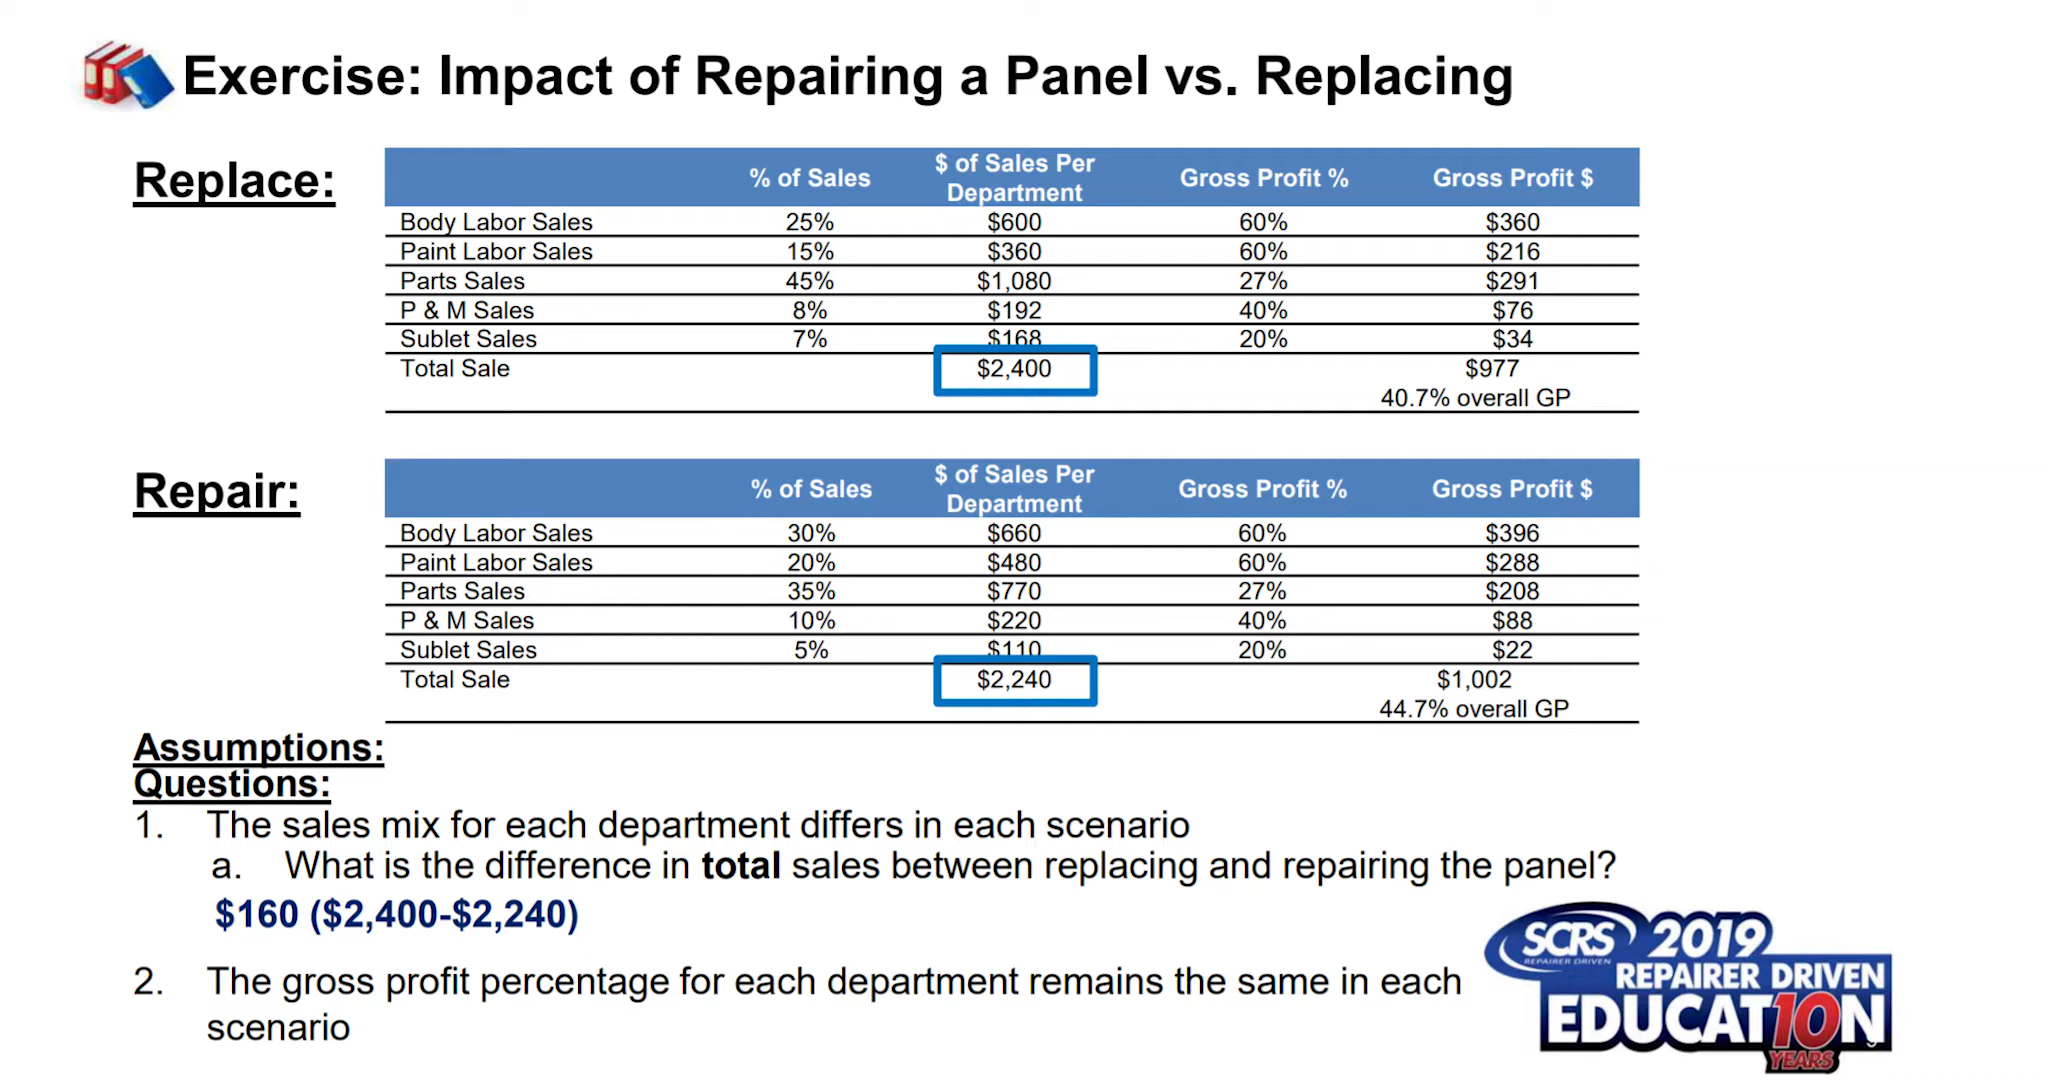 Exercise: Impact of Repairing a Panel vs. Replacing
Replace:
% of Sales $ of Sales Per Department Gross Profit % Gross Profit $
Body Labor Sales 25% $600 60% $360
Paint Labor Sales 15% $360 60% $216
Parts Sales 45% $1,080 27% $291
P & M Sales 8% $192 40% $76
Sublet Sales 7% $168 20% $34
Total Sale $2,400 $977
40.7% overall GP
Repair:
% of Sales $ of Sales Per Department Gross Profit % Gross Profit $
Body Labor Sales 30% $660 60% $396
Paint Labor Sales 20% $480 60% $288
Parts Sales 35% $770 27% $208
P & M Sales 10% $220 40% $88
Sublet Sales 5% $110 20% $22
Total Sale $2,240 $1,002
44.7% overall GP
Assumptions:
Questions:
1. The sales mix for each department differs in each scenario
a. What is the difference in total sales between replacing and repairing the panel?
$160 ($2,400-$2,240)
2. The gross profit percentage for each department remains the same in each
scenario
SCRS 2019
REPAIRER DRIVEN
REPAIRER DRIVEN
EDUCAT10N
YEARS